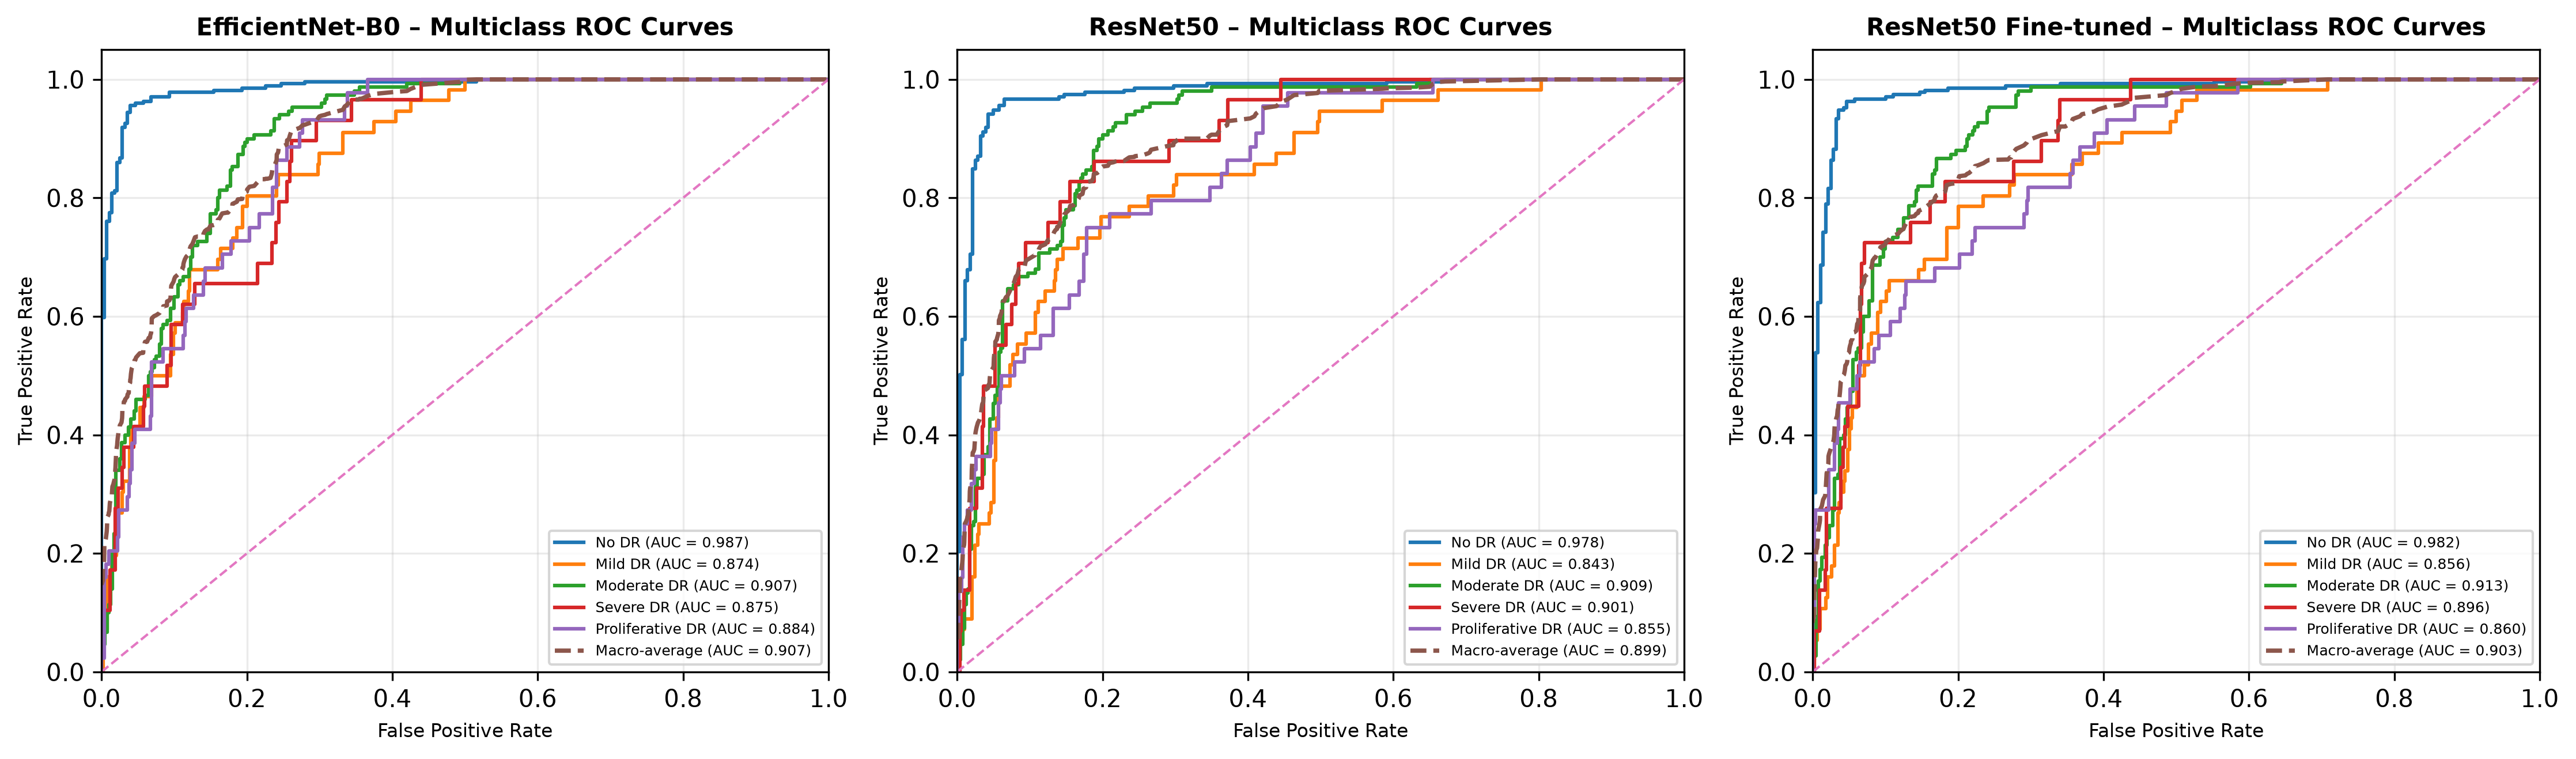 EfficientNet-B0 – Multiclass ROC Curves
True Positive Rate
1.0
0.8
0.6
0.4
0.2
0.0
No DR (AUC = 0.987)
Mild DR (AUC = 0.874)
Moderate DR (AUC = 0.907)
Severe DR (AUC = 0.875)
Proliferative DR (AUC = 0.884)
Macro-average (AUC = 0.907)
0.0 0.2 0.4 0.6 0.8 1.0
False Positive Rate
ResNet50 – Multiclass ROC Curves
True Positive Rate
1.0
0.8
0.6
0.4
0.2
0.0
No DR (AUC = 0.978)
Mild DR (AUC = 0.843)
Moderate DR (AUC = 0.909)
Severe DR (AUC = 0.901)
Proliferative DR (AUC = 0.855)
Macro-average (AUC = 0.899)
0.0 0.2 0.4 0.6 0.8 1.0
False Positive Rate
ResNet50 Fine-tuned – Multiclass ROC Curves
True Positive Rate
1.0
0.8
0.6
0.4
0.2
0.0
No DR (AUC = 0.982)
Mild DR (AUC = 0.856)
Moderate DR (AUC = 0.913)
Severe DR (AUC = 0.896)
Proliferative DR (AUC = 0.860)
Macro-average (AUC = 0.903)
0.0 0.2 0.4 0.6 0.8 1.0
False Positive Rate